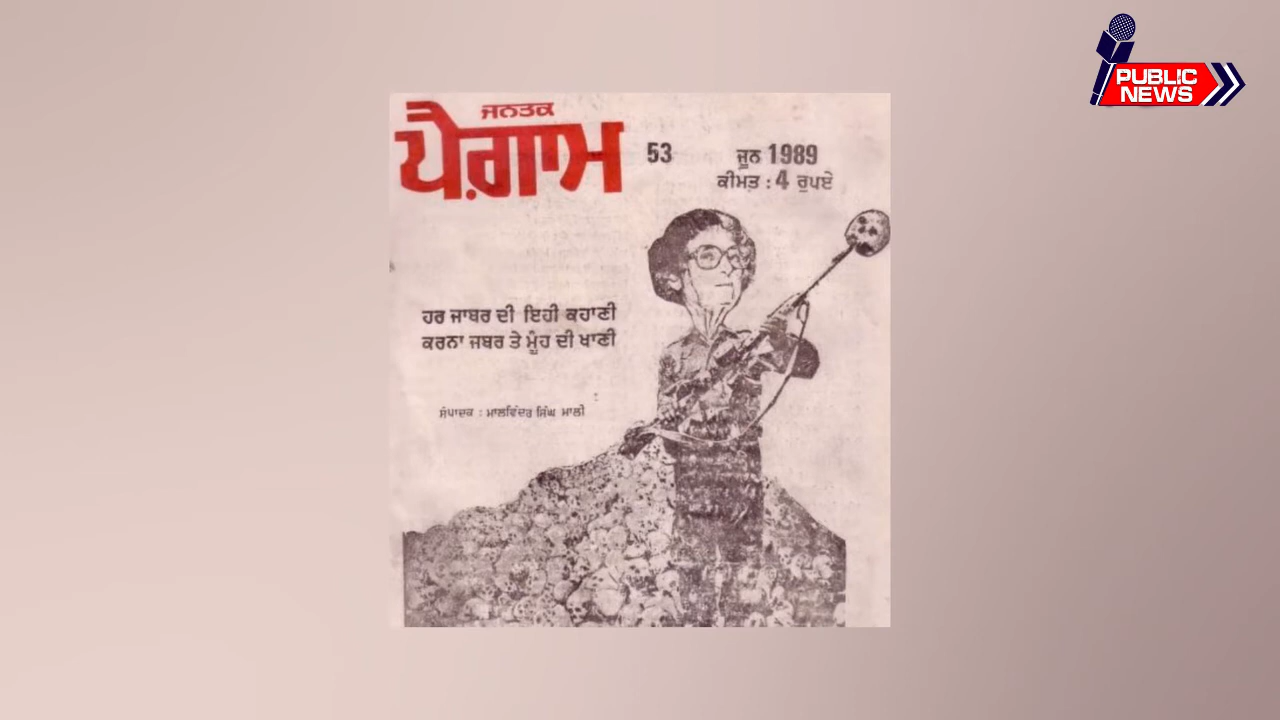 PUBLIC
NEWS
ਜਨਤਕ
ਪੈਗ਼ਾਮ
53
ਜੂਨ 1989
ਕੀਮਤ : 4 ਰੁਪਏ
ਹਰ ਜਾਬਰ ਦੀ ਇਹੀ ਕਹਾਣੀ
ਕਰਨਾ ਜਬਰ ਤੇ ਮੂੰਹ ਦੀ ਖਾਣੀ
ਸੰਪਾਦਕ : ਮਾਲਵਿੰਦਰ ਸਿੰਘ ਮਾਲੀ